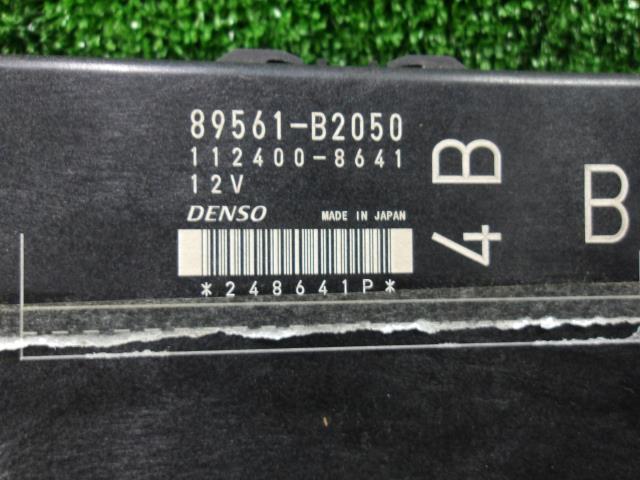 89561-B2050
112400-8641
12V
DENSO MADE IN JAPAN
*248641P*
4B
B